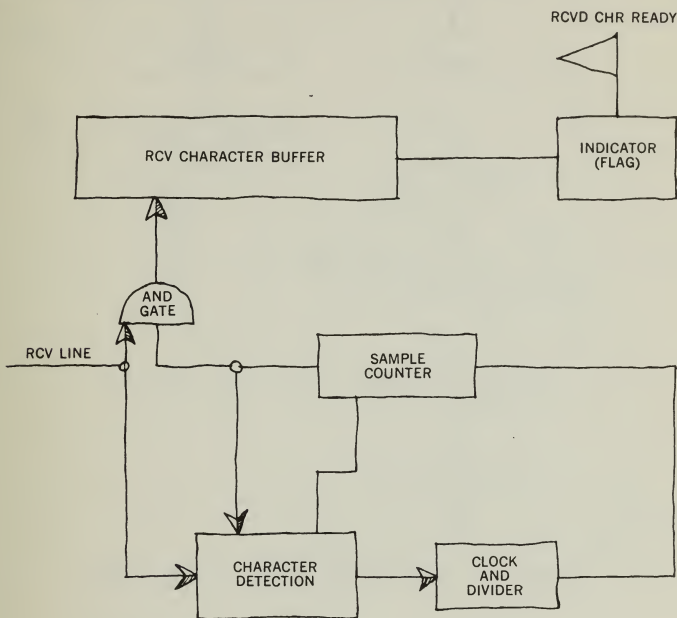 RCVD CHR READY
RCV CHARACTER BUFFER
INDICATOR
(FLAG)
AND
GATE
RCV LINE
SAMPLE
COUNTER
CHARACTER
DETECTION
CLOCK
AND
DIVIDER